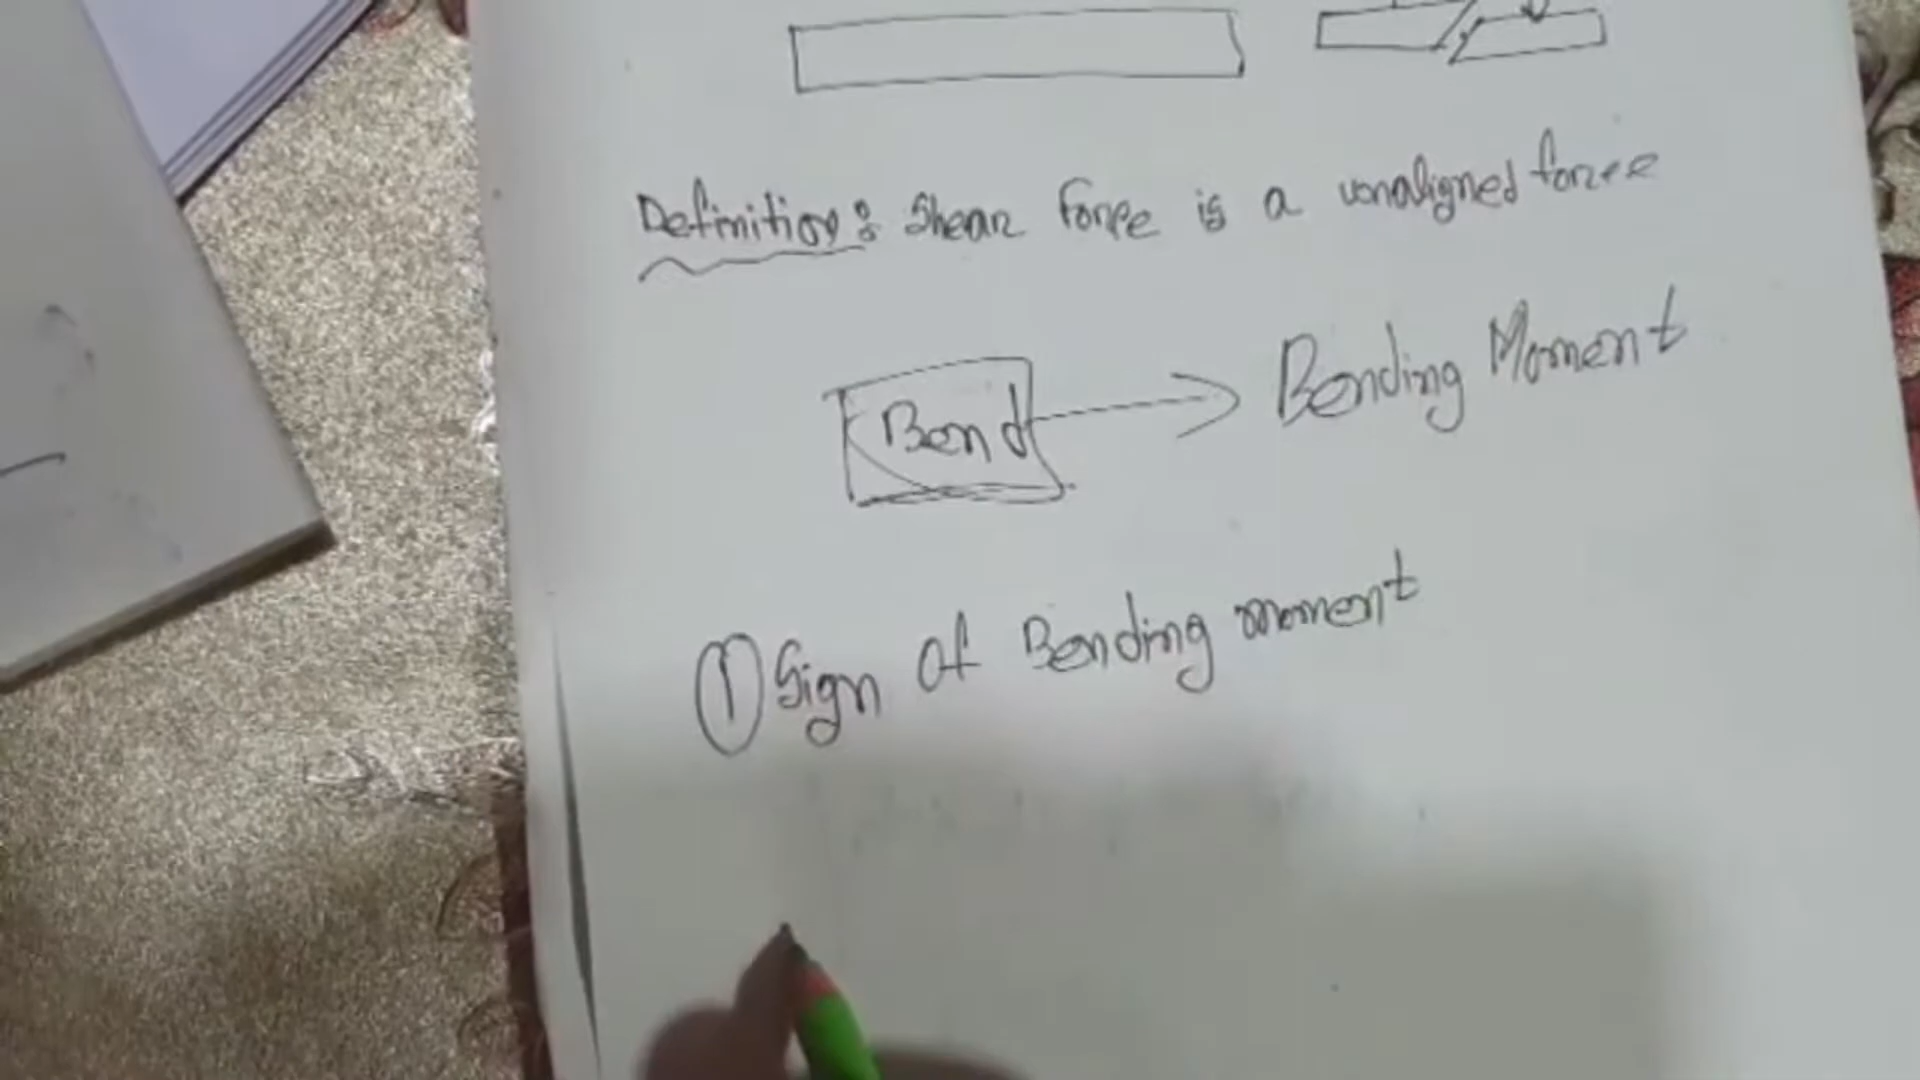 Definition: Shear Force is a unaligned force
Bend → Bending Moment
① Sign of Bending moment